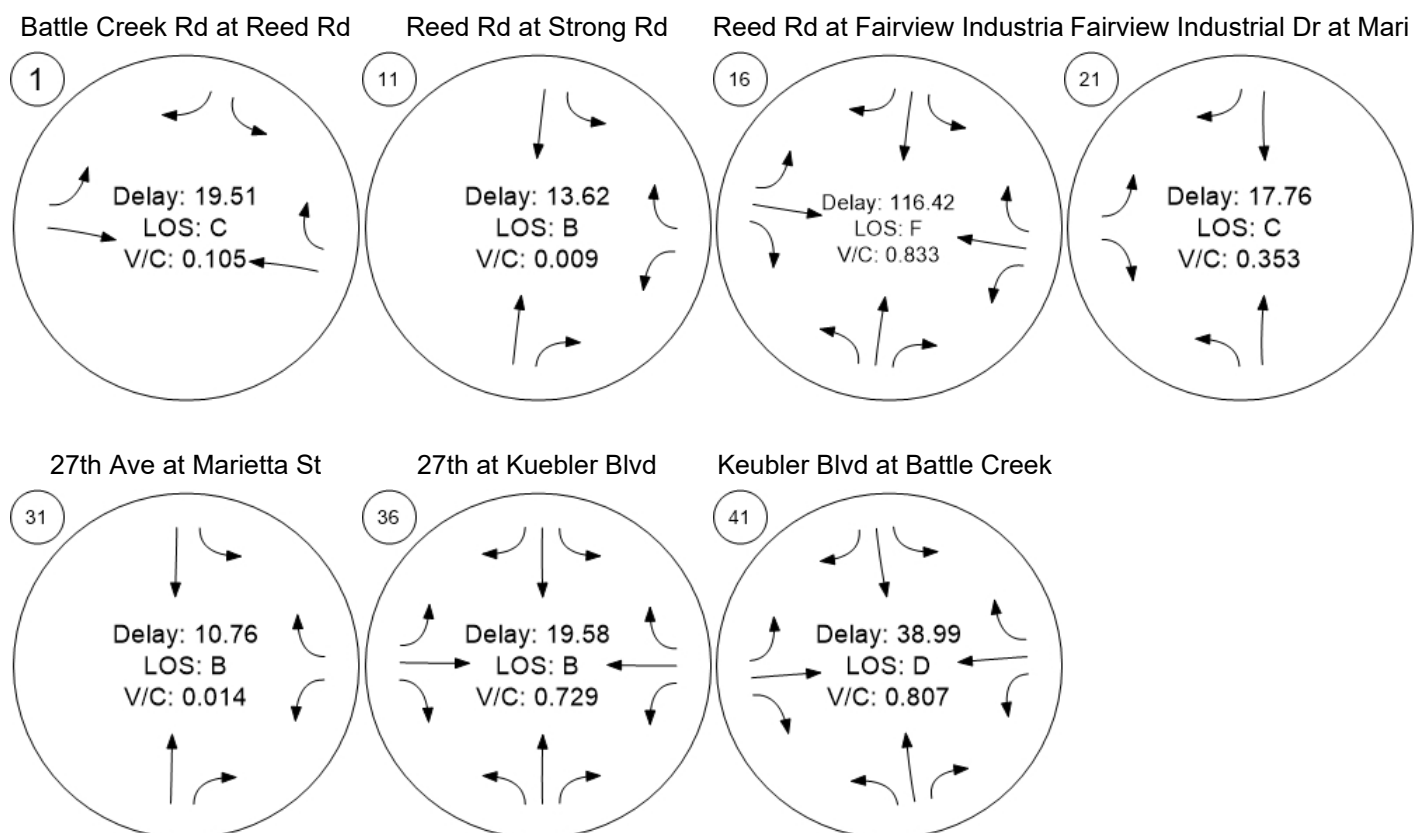 Battle Creek Rd at Reed Rd
1
Delay: 19.51
LOS: C
V/C: 0.105
Reed Rd at Strong Rd
11
Delay: 13.62
LOS: B
V/C: 0.009
Reed Rd at Fairview Industria
16
Delay: 116.42
LOS: F
V/C: 0.833
Fairview Industrial Dr at Mari
21
Delay: 17.76
LOS: C
V/C: 0.353
27th Ave at Marietta St
31
Delay: 10.76
LOS: B
V/C: 0.014
27th at Kuebler Blvd
36
Delay: 19.58
LOS: B
V/C: 0.729
Keubler Blvd at Battle Creek
41
Delay: 38.99
LOS: D
V/C: 0.807